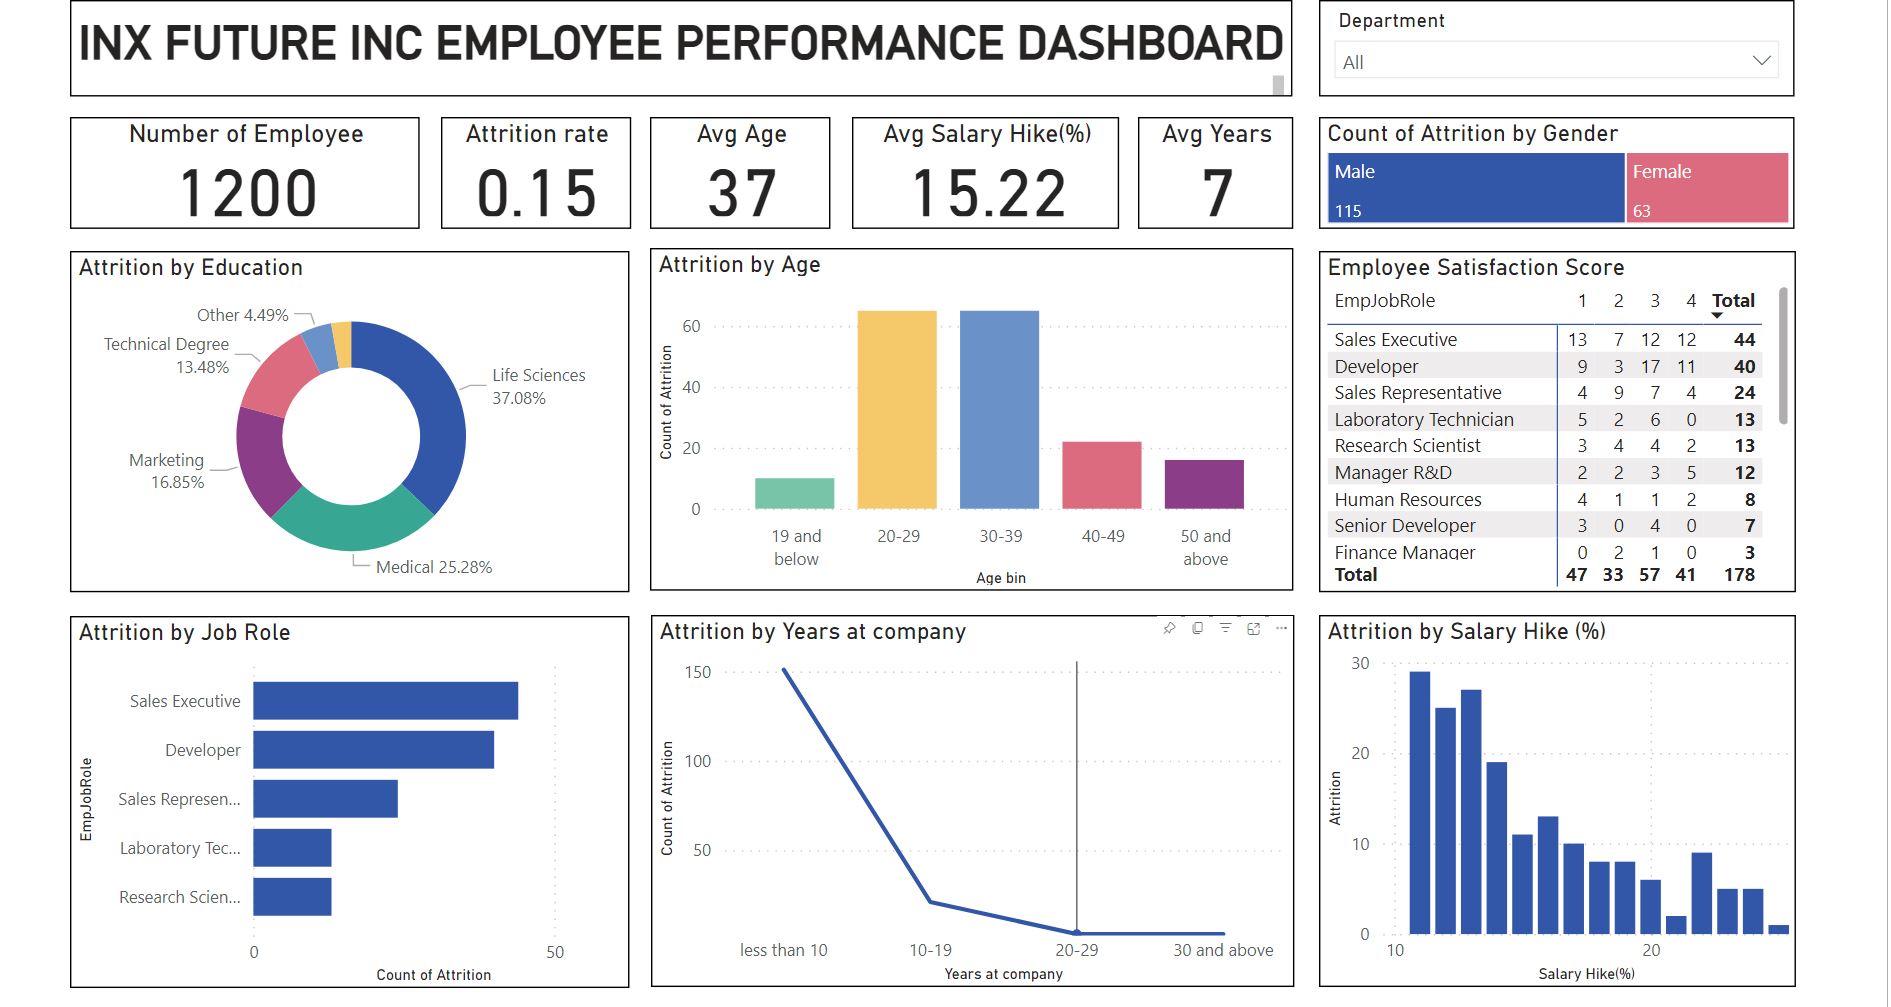 INX FUTURE INC EMPLOYEE PERFORMANCE DASHBOARD
Department
All
Number of Employee
1200
Attrition rate
0.15
Avg Age
37
Avg Salary Hike(%)
15.22
Avg Years
7
Count of Attrition by Gender
Male
115
Female
63
Attrition by Education
Other 4.49%
Technical Degree
13.48%
Life Sciences
37.08%
Marketing
16.85%
Medical 25.28%
Attrition by Age
Count of Attrition
60
40
20
0
19 and
below
20-29
30-39
40-49
50 and
above
Age bin
Employee Satisfaction Score
EmpJobRole 1 2 3 4 Total
Sales Executive 13 7 12 12 44
Developer 9 3 17 11 40
Sales Representative 4 9 7 4 24
Laboratory Technician 5 2 6 0 13
Research Scientist 3 4 4 2 13
Manager R&D 2 2 3 5 12
Human Resources 4 1 1 2 8
Senior Developer 3 0 4 0 7
Finance Manager 0 2 1 0 3
Total 47 33 57 41 178
Attrition by Job Role
EmpJobRole
Sales Executive
Developer
Sales Represen...
Laboratory Tec...
Research Scien...
0 50
Count of Attrition
Attrition by Years at company
Count of Attrition
150
100
50
less than 10 10-19 20-29 30 and above
Years at company
Attrition by Salary Hike (%)
Attrition
30
20
10
0
10 20
Salary Hike(%)